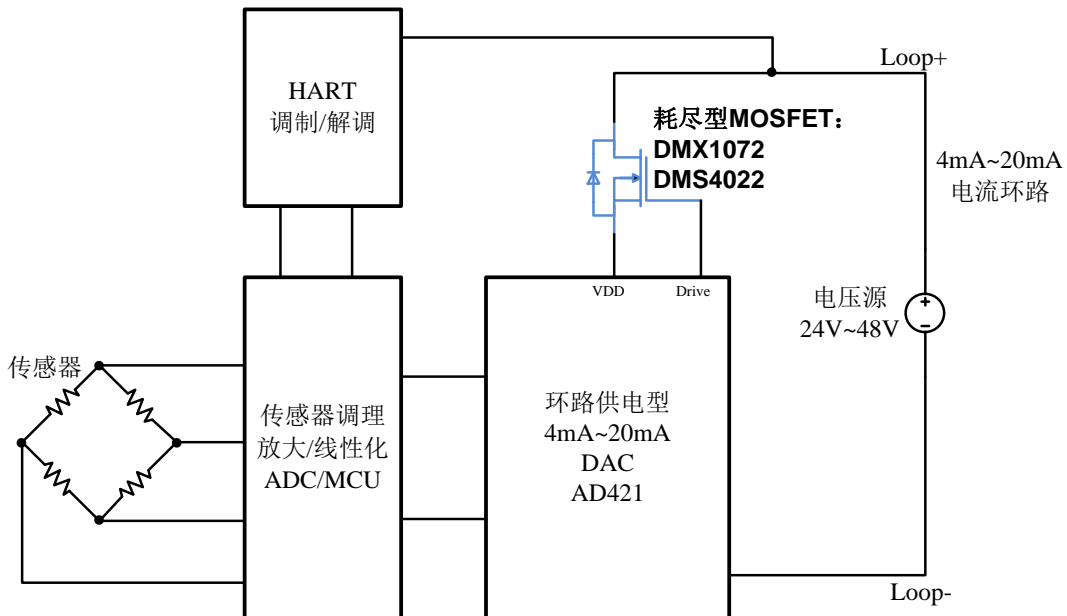 HART
调制/解调
Loop+
耗尽型MOSFET：
DMX1072
DMS4022
4mA~20mA
电流环路
VDD
Drive
电压源
24V~48V
传感器
传感器调理
放大/线性化
ADC/MCU
环路供电型
4mA~20mA
DAC
AD421
Loop-